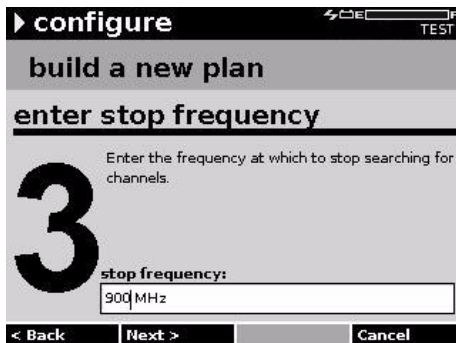 configure
E F
TEST
build a new plan
enter stop frequency
3
Enter the frequency at which to stop searching for
channels.
stop frequency:
900 MHz
< Back Next > Cancel